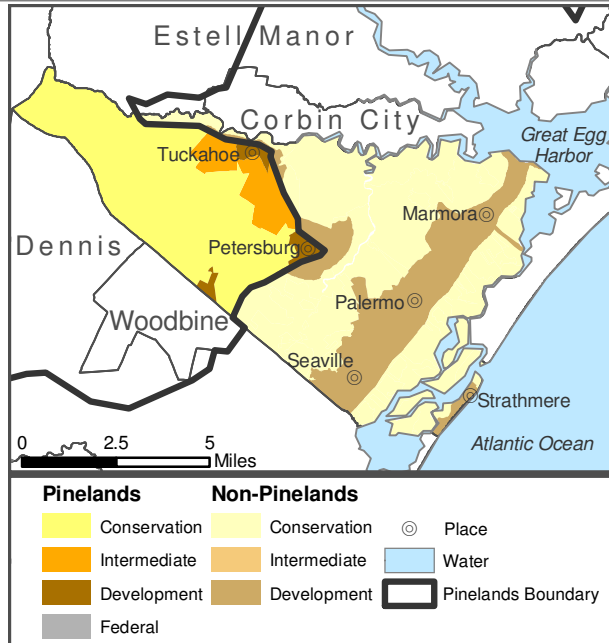 Estell Manor
Corbin City
Great Egg
Harbor
Tuckahoe
Marmora
Dennis
Petersburg
Palermo
Woodbine
Seaville
Strathmere
0 2.5 5
Miles
Atlantic Ocean
Pinelands Non-Pinelands
Conservation Conservation Place
Intermediate Intermediate Water
Development Development Pinelands Boundary
Federal